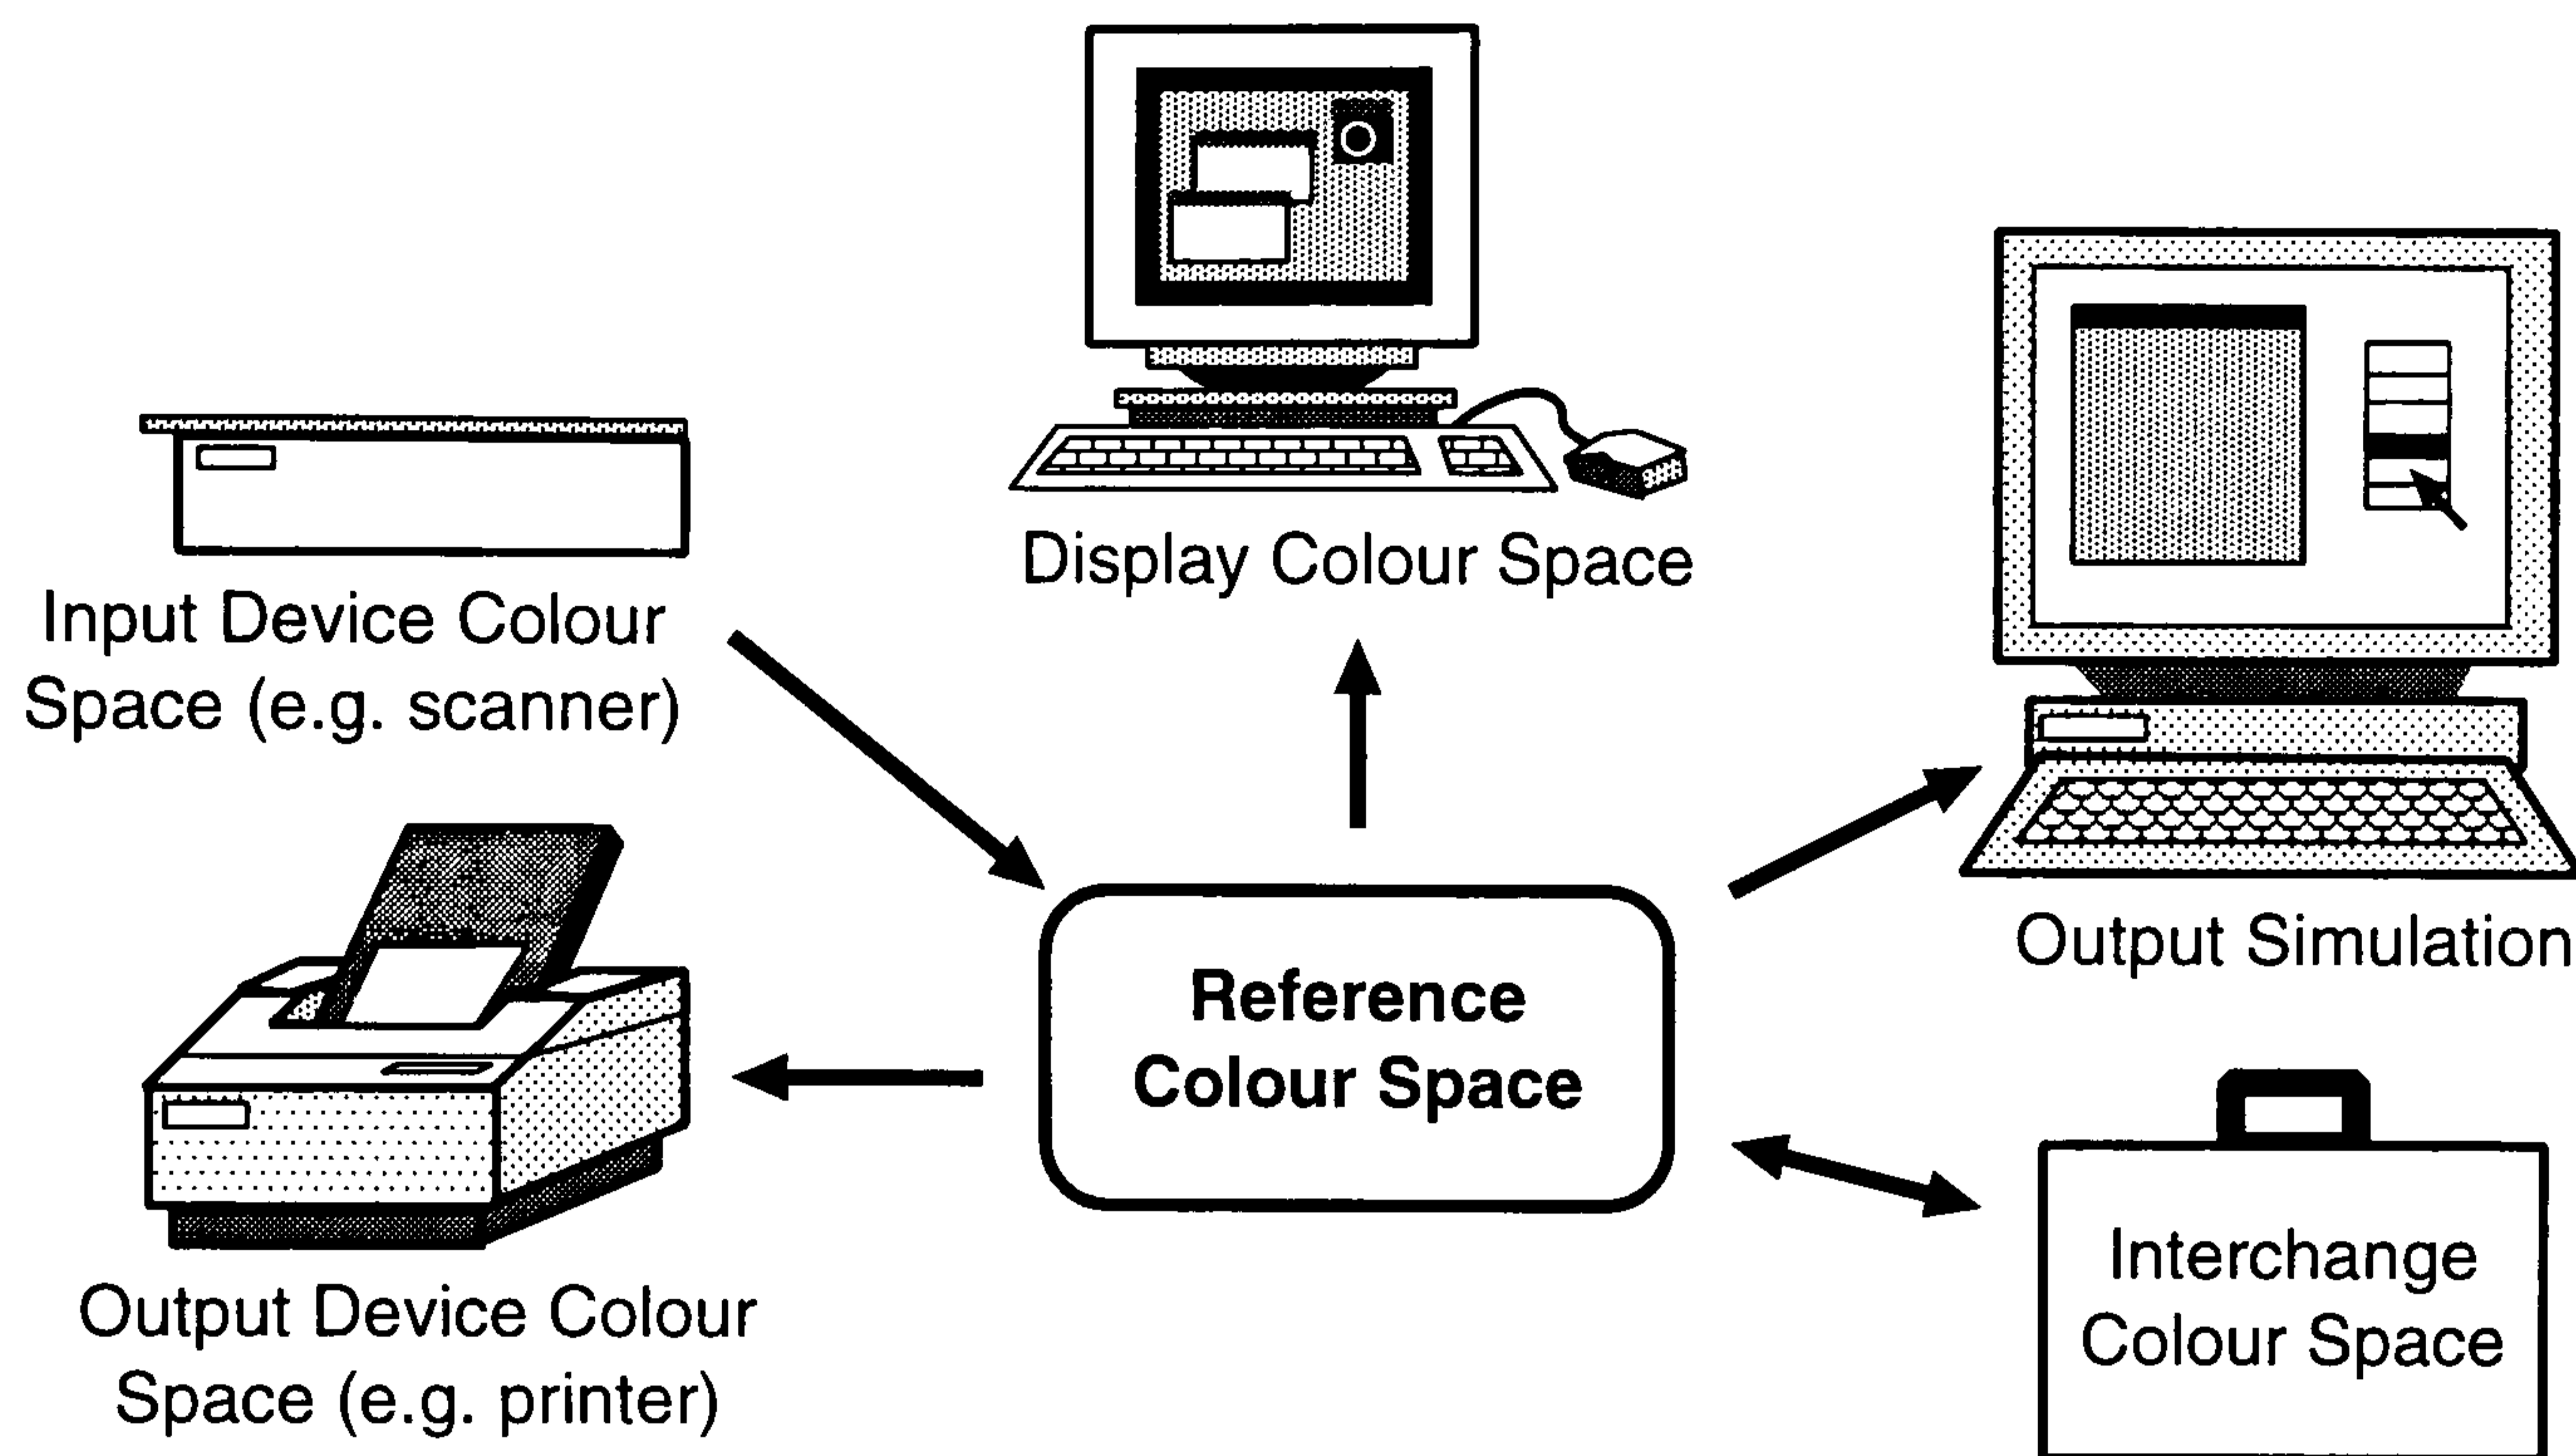 Display Colour Space
Input Device Colour
Space (e.g. scanner)
Output Simulation
Reference
Colour Space
Interchange
Colour Space
Output Device Colour
Space (e.g. printer)